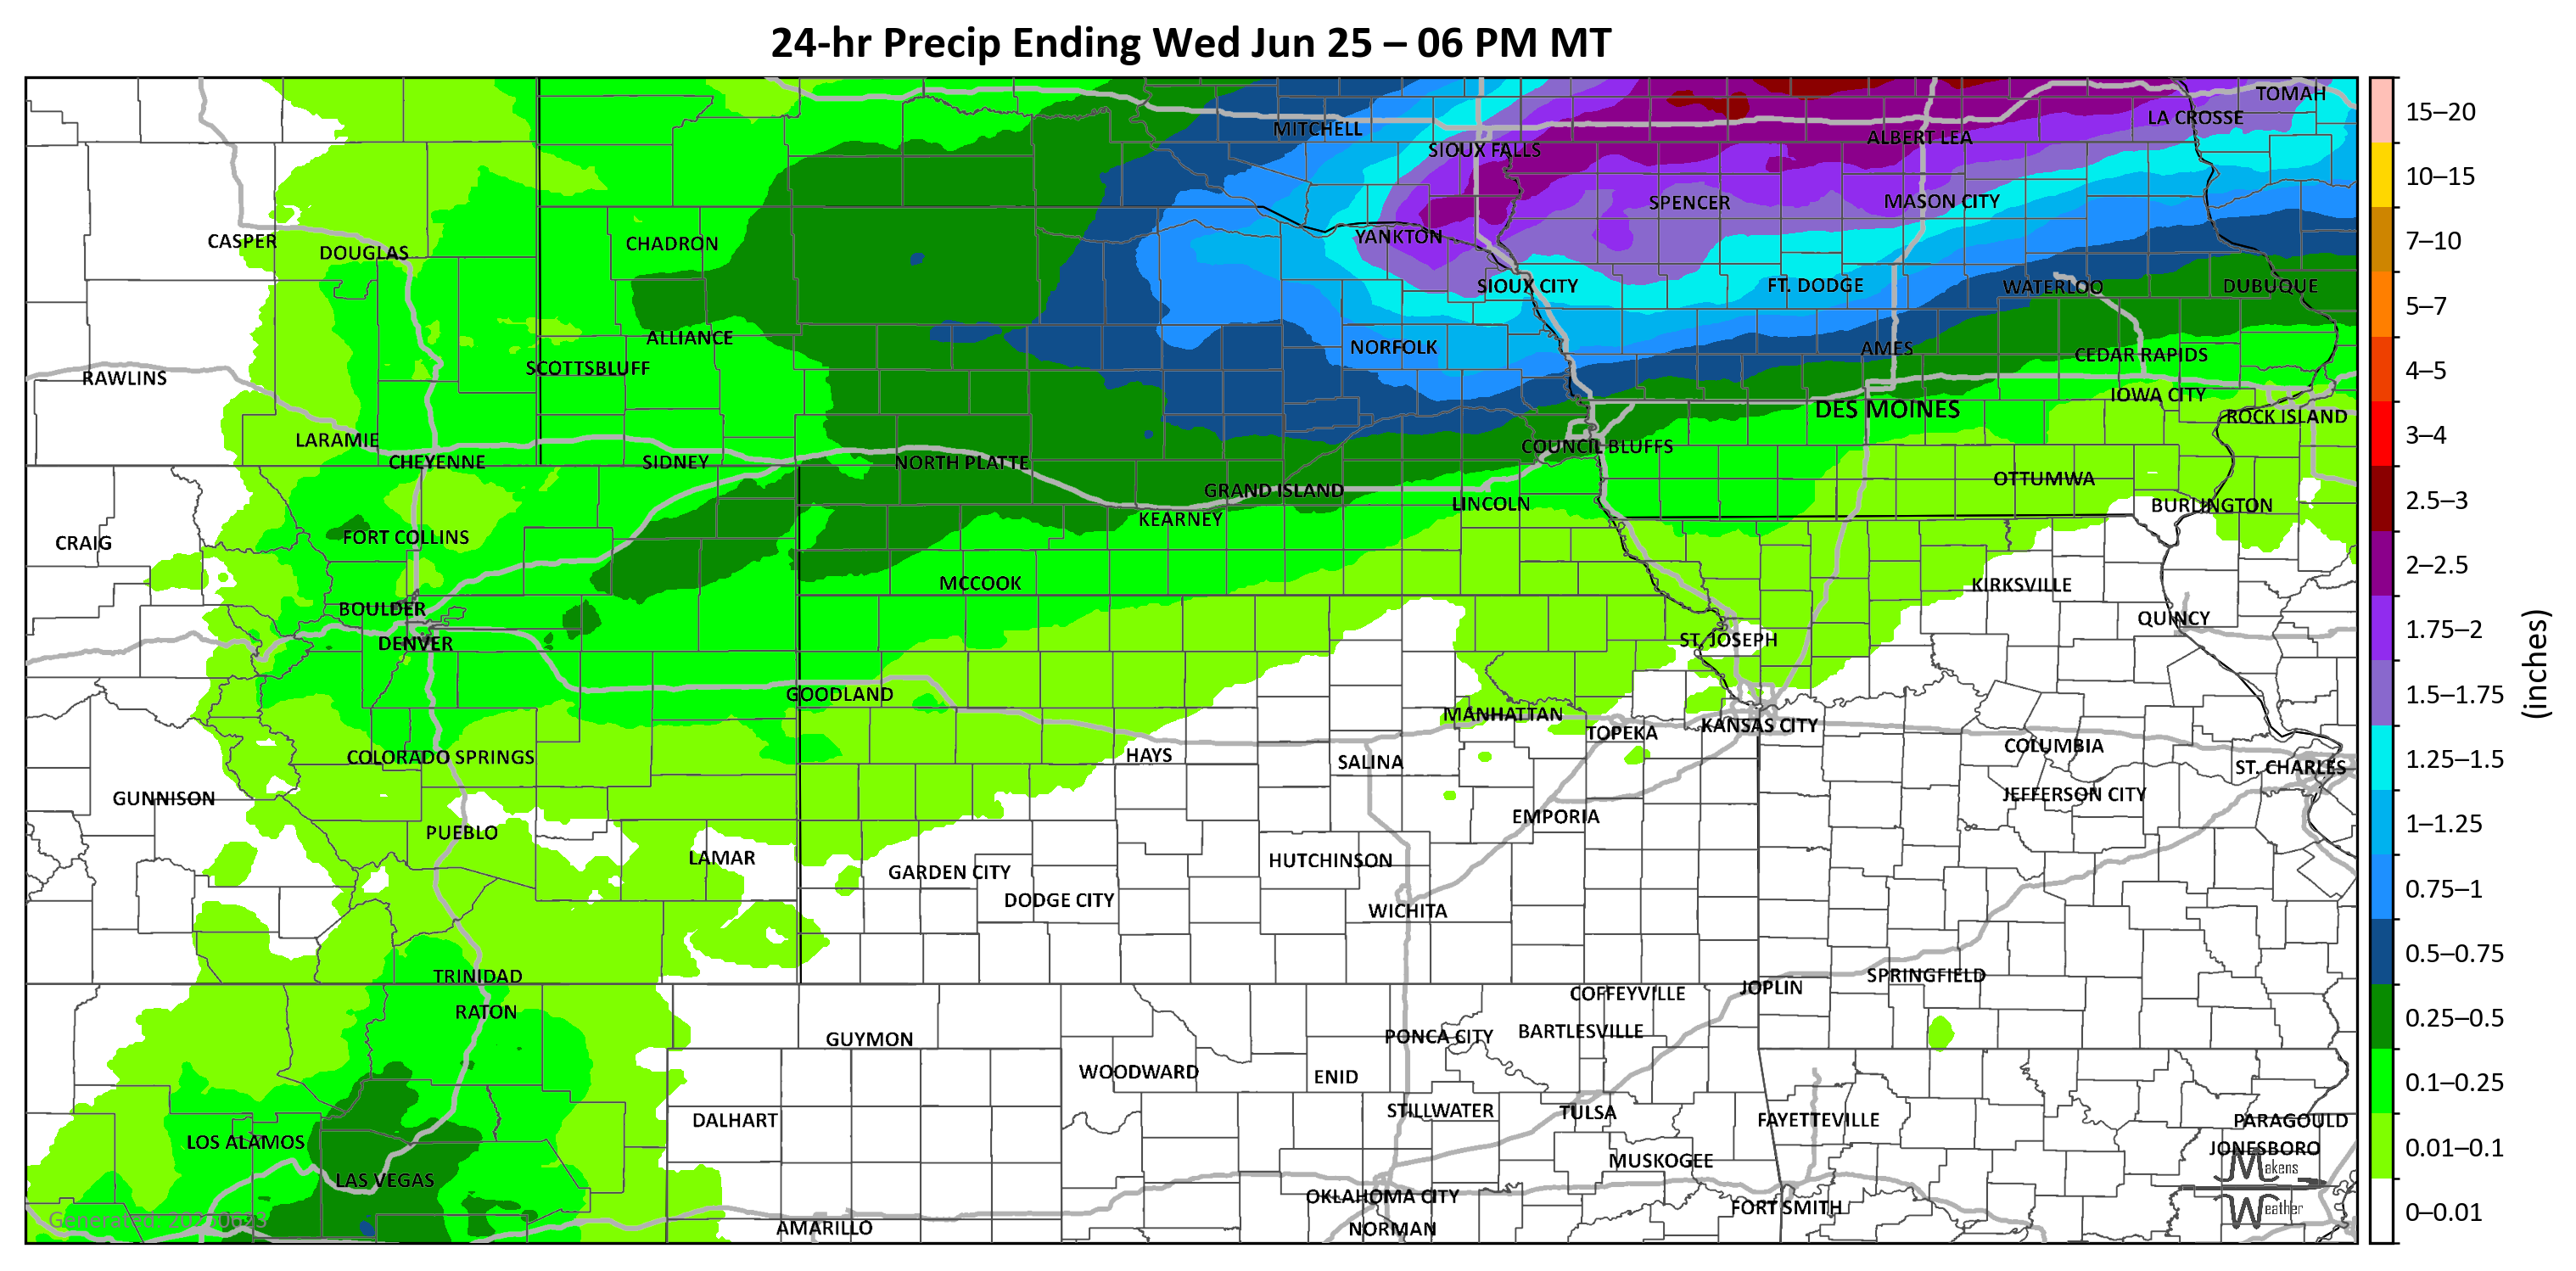 24-hr Precip Ending Wed Jun 25 – 06 PM MT
TOMAH
LA CROSSE
MITCHELL
ALBERT LEA
SIOUX FALLS
SPENCER
MASON CITY
CASPER
DOUGLAS
CHADRON
YANKTON
SIOUX CITY
FT. DODGE
WATERLOO
DUBUQUE
ALLIANCE
NORFOLK
AMES
CEDAR RAPIDS
SCOTTSBLUFF
RAWLINS
IOWA CITY
DES MOINES
ROCK ISLAND
LARAMIE
COUNCIL BLUFFS
CHEYENNE
SIDNEY
NORTH PLATTE
OTTUMWA
GRAND ISLAND
LINCOLN
BURLINGTON
KEARNEY
FORT COLLINS
CRAIG
MCCOOK
KIRKSVILLE
BOULDER
QUINCY
DENVER
ST. JOSEPH
GOODLAND
MANHATTAN
KANSAS CITY
TOPEKA
COLUMBIA
HAYS
COLORADO SPRINGS
SALINA
ST. CHARLES
GUNNISON
JEFFERSON CITY
EMPORIA
PUEBLO
LAMAR
HUTCHINSON
GARDEN CITY
DODGE CITY
WICHITA
TRINIDAD
SPRINGFIELD
JOPLIN
COFFEYVILLE
RATON
BARTLESVILLE
PONCA CITY
GUYMON
WOODWARD
ENID
STILLWATER
TULSA
DALHART
FAYETTEVILLE
PARAGOULD
LOS ALAMOS
JONESBORO
MUSKOGEE
LAS VEGAS
OKLAHOMA CITY
FORT SMITH
AMARILLO
NORMAN
Generated:
Makens
Weather
15–20
10–15
7–10
5–7
4–5
3–4
2.5–3
2–2.5
1.75–2
1.5–1.75
1.25–1.5
1–1.25
0.75–1
0.5–0.75
0.25–0.5
0.1–0.25
0.01–0.1
0–0.01
(inches)